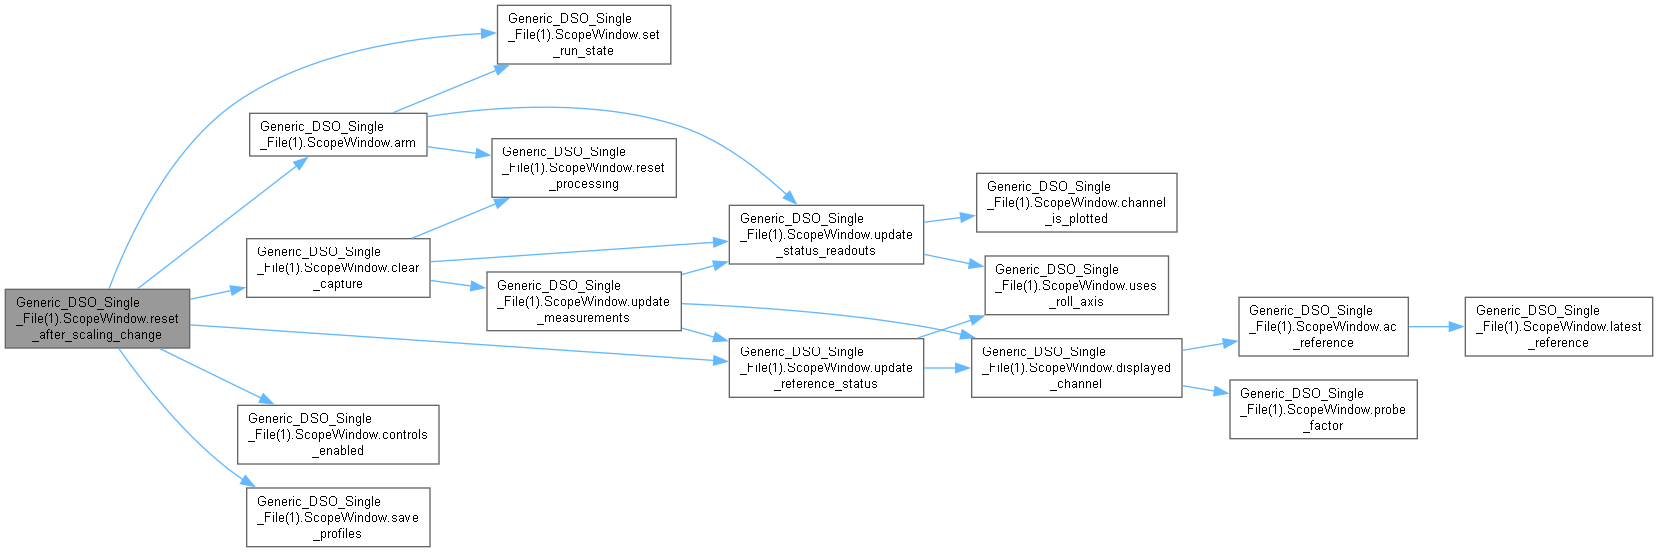 Generic_DSO_Single
_File(1).ScopeWindow.set
_run_state
Generic_DSO_Single
_File(1).ScopeWindow.arm
Generic_DSO_Single
_File(1).ScopeWindow.reset
_processing
Generic_DSO_Single
_File(1).ScopeWindow.channel
_is_plotted
Generic_DSO_Single
_File(1).ScopeWindow.update
_status_readouts
Generic_DSO_Single
_File(1).ScopeWindow.clear
_capture
Generic_DSO_Single
_File(1).ScopeWindow.uses
_roll_axis
Generic_DSO_Single
_File(1).ScopeWindow.update
_measurements
Generic_DSO_Single
_File(1).ScopeWindow.reset
_after_scaling_change
Generic_DSO_Single
_File(1).ScopeWindow.ac
_reference
Generic_DSO_Single
_File(1).ScopeWindow.latest
_reference
Generic_DSO_Single
_File(1).ScopeWindow.update
_reference_status
Generic_DSO_Single
_File(1).ScopeWindow.displayed
_channel
Generic_DSO_Single
_File(1).ScopeWindow.probe
_factor
Generic_DSO_Single
_File(1).ScopeWindow.controls
_enabled
Generic_DSO_Single
_File(1).ScopeWindow.save
_profiles